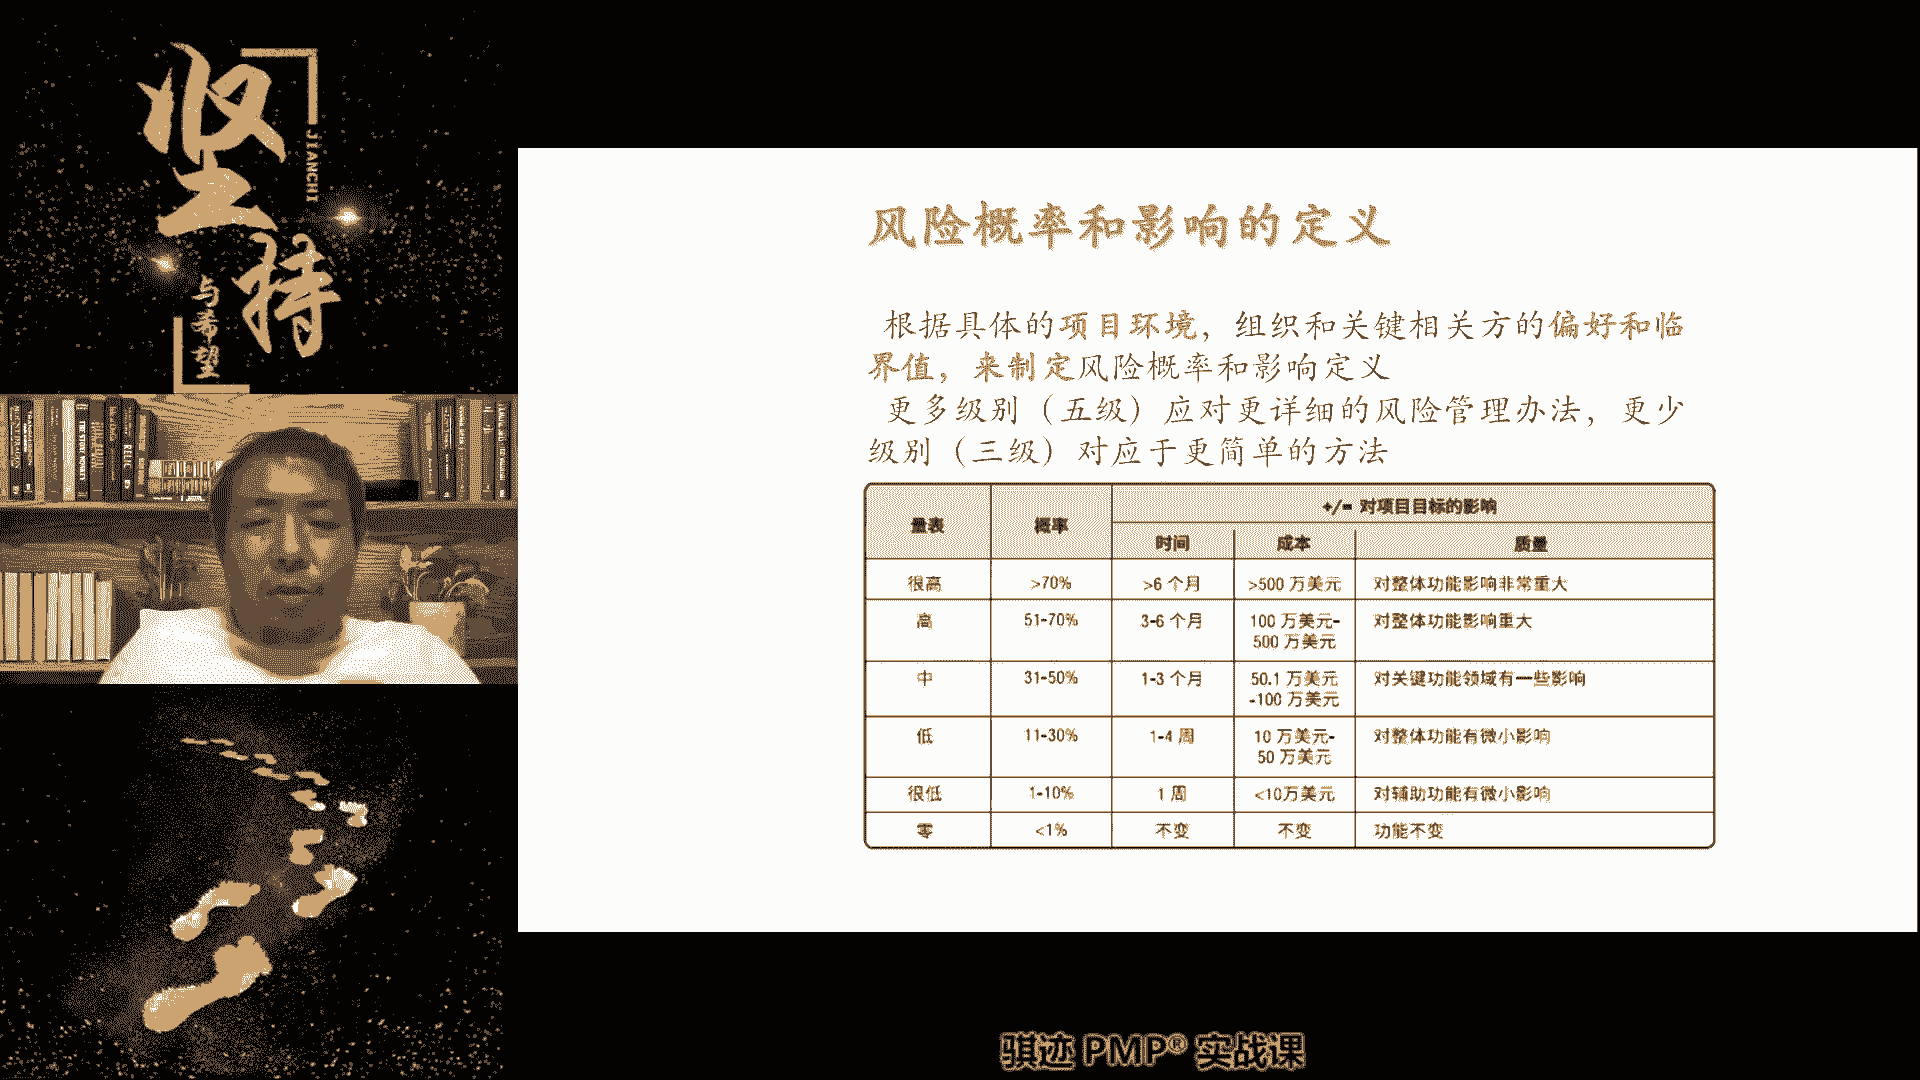 坚持
JIANCHI
与希望
风险概率和影响的定义
根据具体的项目环境，组织和关键相关方的偏好和临
界值，来制定风险概率和影响定义
更多级别（五级）应对更详细的风险管理办法，更少
级别（三级）对应于更简单的方法
+/- 对项目目标的影响
量表 概率 时间 成本 质量
很高 >70% >6 个月 >500 万美元 对整体功能影响非常重大
高 51-70% 3-6 个月 100 万美元- 对整体功能影响重大
500 万美元
中 31-50% 1-3 个月 50.1 万美元 对关键功能领域有一些影响
-100 万美元
低 11-30% 1-4 周 10 万美元- 对整体功能有微小影响
50 万美元
很低 1-10% 1 周 <10万美元 对辅助功能有微小影响
零 <1% 不变 不变 功能不变
骐迹 PMP® 实战课